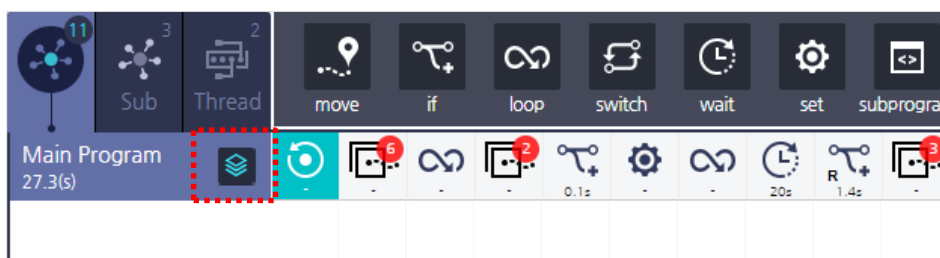 11
3
2
Sub
Thread
move
if
loop
switch
wait
set
subprogra
Main Program
27.3(s)
-
6
-
-
2
-
0.1s
-
-
20s
R
1.4s
3
-